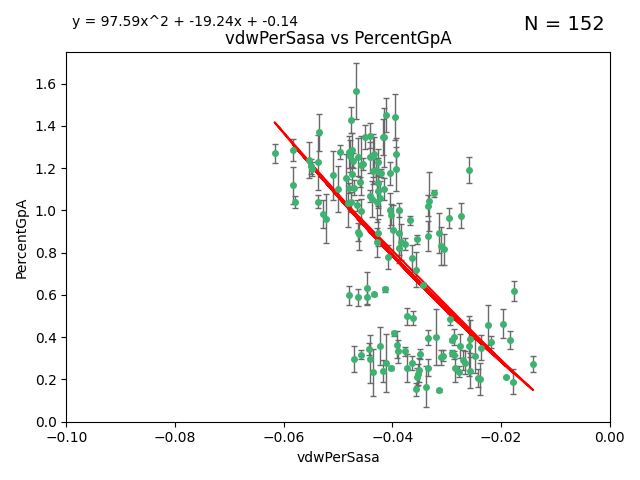 y = 97.59x^2 + -19.24x + -0.14
N = 152
vdwPerSasa vs PercentGpA
PercentGpA
1.6
1.4
1.2
1.0
0.8
0.6
0.4
0.2
0.0
−0.10 −0.08 −0.06 −0.04 −0.02 0.00
vdwPerSasa